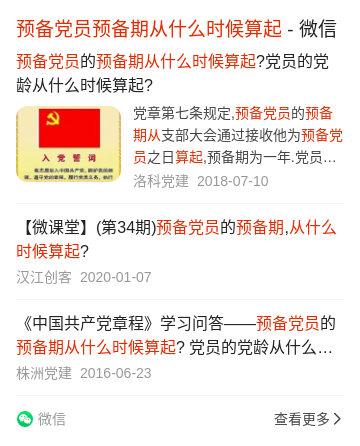 预备党员预备期从什么时候算起 - 微信
预备党员的预备期从什么时候算起?党员的党
龄从什么时候算起?
党章第七条规定,预备党员的预备
期从支部大会通过接收他为预备党
员之日算起,预备期为一年.党员…
洛科党建 2018-07-10
入党誓词
【微课堂】(第34期)预备党员的预备期,从什么
时候算起?
汉江创客 2020-01-07
《中国共产党章程》学习问答——预备党员的
预备期从什么时候算起? 党员的党龄从什么…
株洲党建 2016-06-23
微信
查看更多